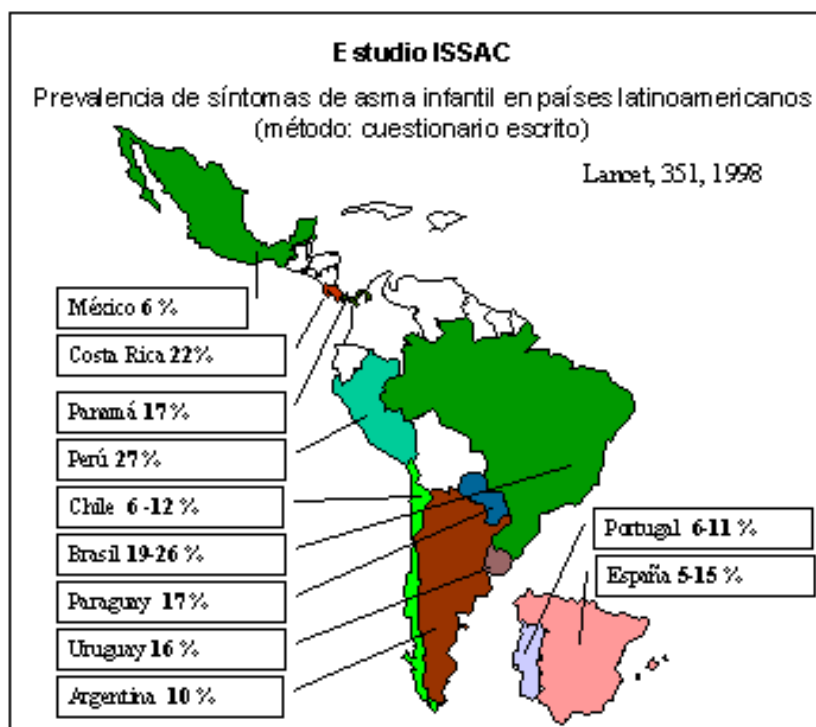 Estudio ISSAC
Prevalencia de síntomas de asma infantil en países latinoamericanos
(método: cuestionario escrito)
Lancet, 351, 1998
México 6 %
Costa Rica 22%
Panamá 17 %
Perú 27%
Chile 6 -12 %
Brasil 19-26 %
Paraguay 17%
Uruguay 16 %
Argentina 10 %
Portugal 6-11 %
España 5-15 %